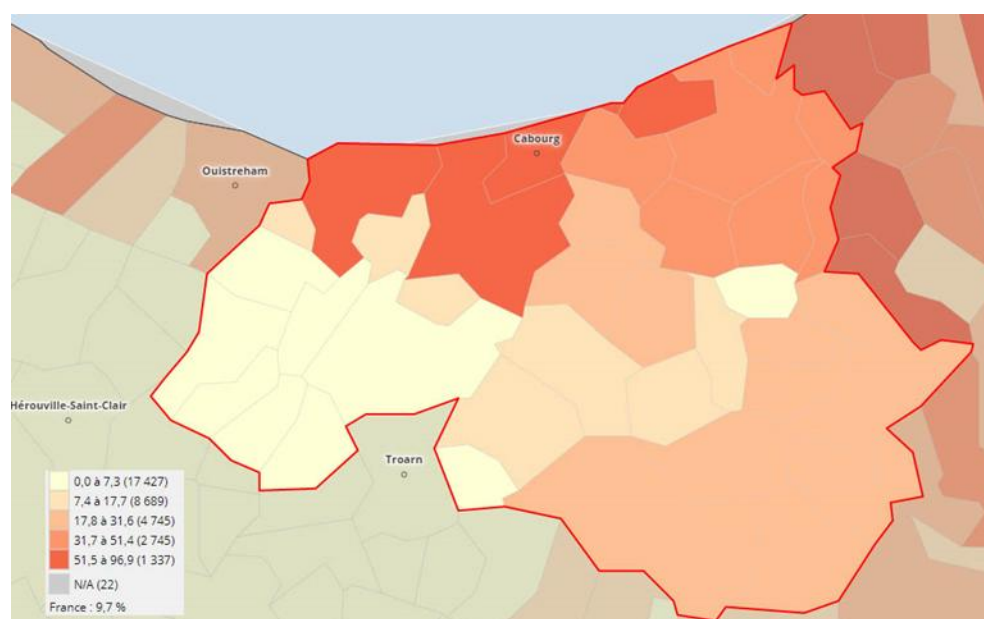 Cabourg
Ouistreham
Hérouville-Saint-Clair
Troarn
0,0 à 7,3 (17 427)
7,4 à 17,7 (8 689)
17,8 à 31,6 (4 745)
31,7 à 51,4 (2 745)
51,5 à 96,9 (1 337)
N/A (22)
France : 9,7 %